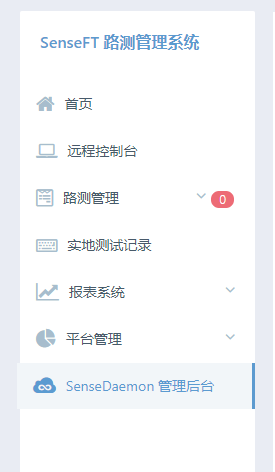 SenseFT 路测管理系统
首页
远程控制台
路测管理 0
实地测试记录
报表系统
平台管理
SenseDaemon 管理后台